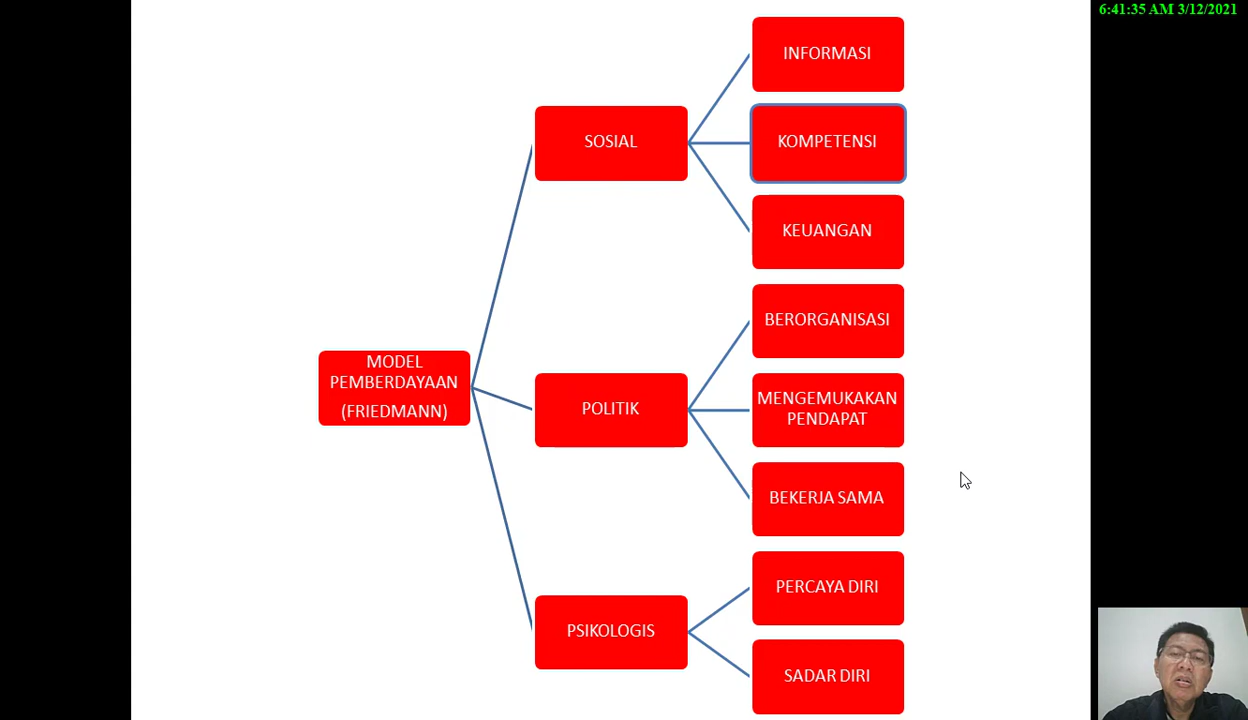 6:41:35 AM 3/12/2021
INFORMASI
SOSIAL
KOMPETENSI
KEUANGAN
MODEL
PEMBERDAYAAN
(FRIEDMANN)
POLITIK
BERORGANISASI
MENGEMUKAKAN
PENDAPAT
BEKERJA SAMA
PSIKOLOGIS
PERCAYA DIRI
SADAR DIRI